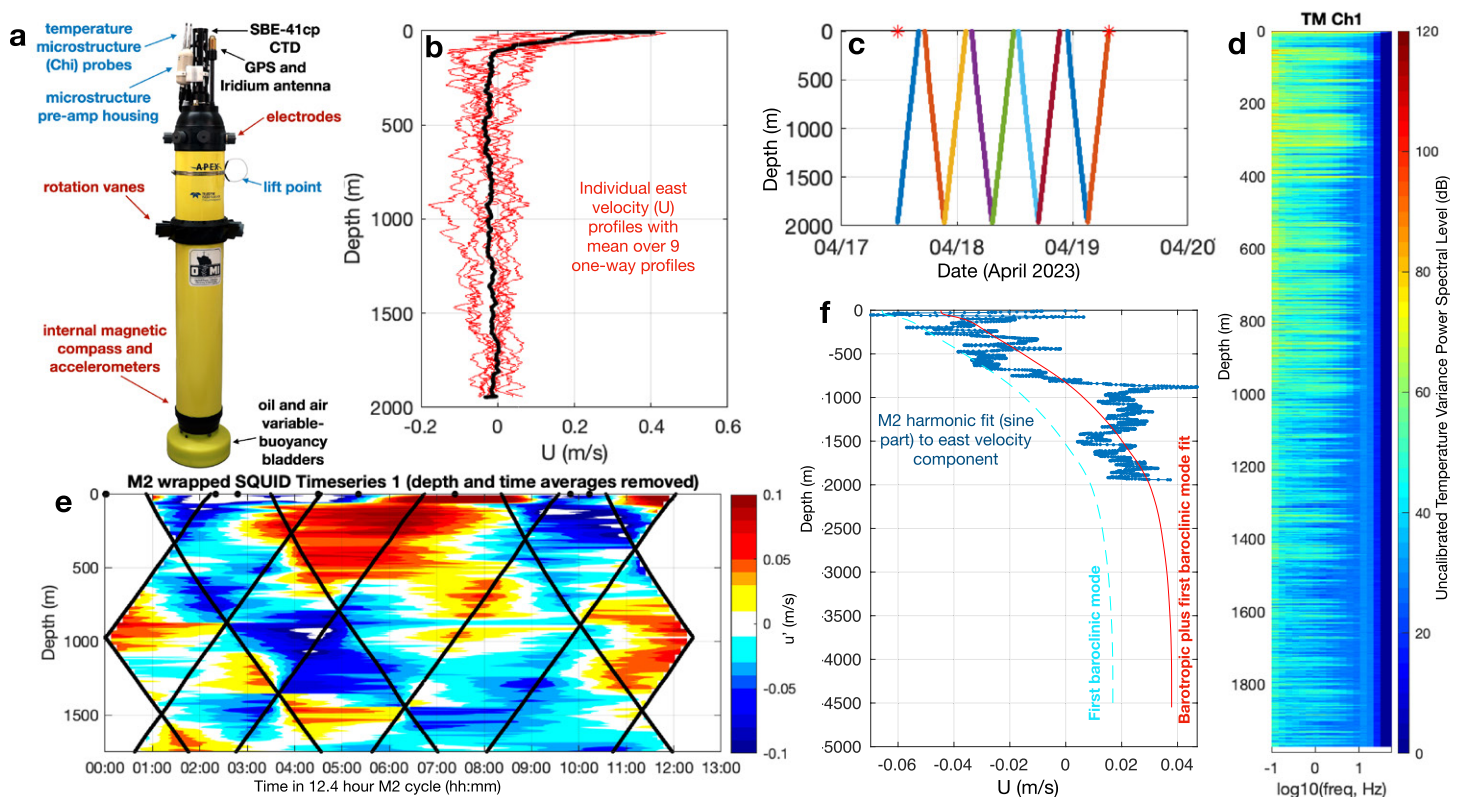 a
temperature
microstructure
(Chi) probes
SBE-41cp
CTD
GPS and
Iridium antenna
microstructure
pre-amp housing
electrodes
APEX
rotation vanes
lift point
internal magnetic
compass and
accelerometers
oil and air
variable-
buoyancy
bladders
b
0
500
1000
1500
2000
Depth (m)
-0.2
0
0.2
0.4
0.6
U (m/s)
Individual east
velocity (U)
profiles with
mean over 9
one-way profiles
c
0
500
1000
1500
2000
Depth (m)
04/17
04/18
04/19
04/20
Date (April 2023)
d
TM Ch1
0
200
400
600
800
1000
1200
1400
1600
1800
Depth (m)
-1
0
1
log10(freq, Hz)
120
100
80
60
40
20
0
Uncalibrated Temperature Variance Power Spectral Level (dB)
e
M2 wrapped SQUID Timeseries 1 (depth and time averages removed)
0
500
1000
1500
Depth (m)
00:00
01:00
02:00
03:00
04:00
05:00
06:00
07:00
08:00
09:00
10:00
11:00
12:00
13:00
Time in 12.4 hour M2 cycle (hh:mm)
0.1
0.05
0
-0.05
-0.1
u' (m/s)
f
0
-500
-1000
-1500
-2000
-2500
-3000
-3500
-4000
-4500
-5000
Depth (m)
-0.06
-0.04
-0.02
0
0.02
0.04
U (m/s)
M2 harmonic fit (sine
part) to east velocity
component
First baroclinic mode
Barotropic plus first baroclinic mode fit